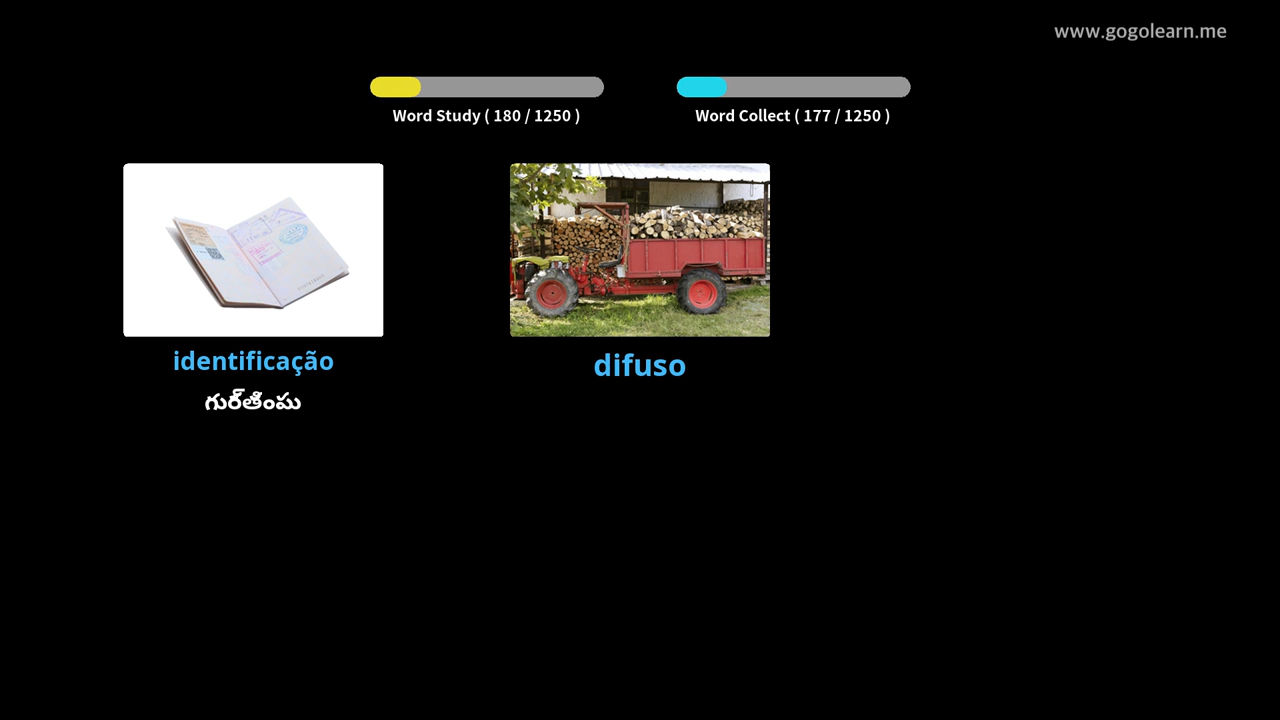 www.gogolearn.me
Word Study ( 180 / 1250 )
Word Collect ( 177 / 1250 )
identificação
గుర్తింపు
difuso